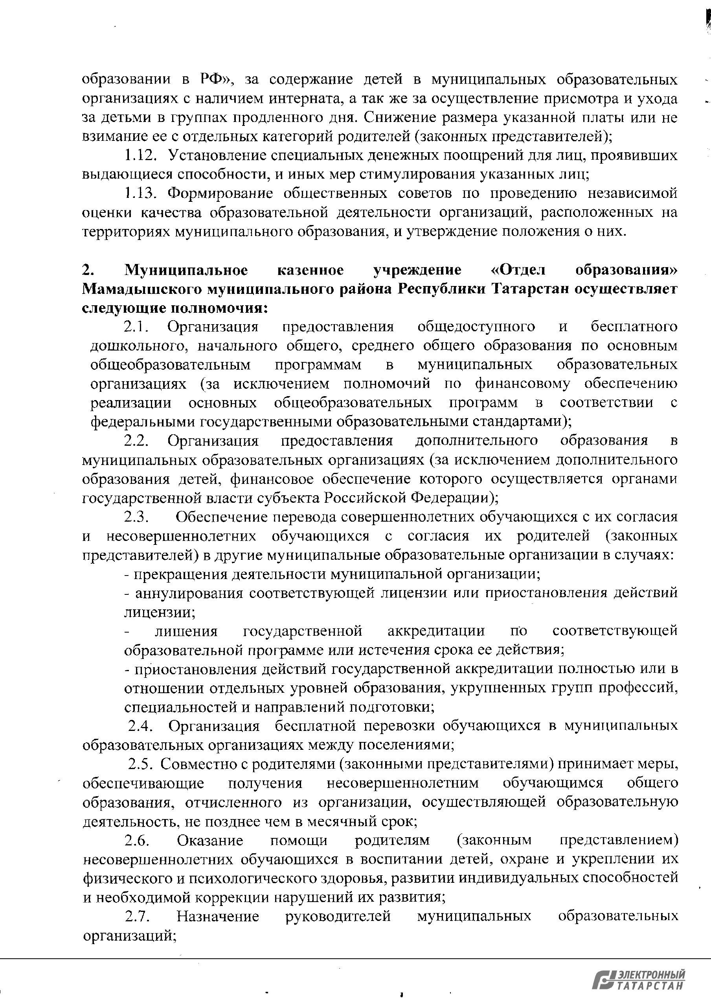 образовании в РФ», за содержание детей в муниципальных образовательных
организациях с наличием интерната, а так же за осуществление присмотра и ухода
за детьми в группах продленного дня. Снижение размера указанной платы или не
взимание ее с отдельных категорий родителей (законных представителей);
1.12. Установление специальных денежных поощрений для лиц, проявивших
выдающиеся способности, и иных мер стимулирования указанных лиц;
1.13. Формирование общественных советов по проведению независимой
оценки качества образовательной деятельности организаций, расположенных на
территориях муниципального образования, и утверждение положения о них.
2. Муниципальное казенное учреждение «Отдел образования»
Мамадышского муниципального района Республики Татарстан осуществляет
следующие полномочия:
2.1. Организация предоставления общедоступного и бесплатного
дошкольного, начального общего, среднего общего образования по основным
общеобразовательным программам в муниципальных образовательных
организациях (за исключением полномочий по финансовому обеспечению
реализации основных общеобразовательных программ в соответствии с
федеральными государственными образовательными стандартами);
2.2. Организация предоставления дополнительного образования в
муниципальных образовательных организациях (за исключением дополнительного
образования детей, финансовое обеспечение которого осуществляется органами
государственной власти субъекта Российской Федерации);
2.3. Обеспечение перевода совершеннолетних обучающихся с их согласия
и несовершеннолетних обучающихся с согласия их родителей (законных
представителей) в другие муниципальные образовательные организации в случаях:
- прекращения деятельности муниципальной организации;
- аннулирования соответствующей лицензии или приостановления действий
лицензии;
- лишения государственной аккредитации по соответствующей
образовательной программе или истечения срока ее действия;
- приостановления действий государственной аккредитации полностью или в
отношении отдельных уровней образования, укрупненных групп профессий,
специальностей и направлений подготовки;
2.4. Организация бесплатной перевозки обучающихся в муниципальных
образовательных организациях между поселениями;
2.5. Совместно с родителями (законными представителями) принимает меры,
обеспечивающие получения несовершеннолетним обучающимся общего
образования, отчисленного из организации, осуществляющей образовательную
деятельность, не позднее чем в месячный срок;
2.6. Оказание помощи родителям (законным представлением)
несовершеннолетних обучающихся в воспитании детей, охране и укреплении их
физического и психологического здоровья, развитии индивидуальных способностей
и необходимой коррекции нарушений их развития;
2.7. Назначение руководителей муниципальных образовательных
организаций;
ЭЛЕКТРОННЫЙ
ТАТАРСТАН